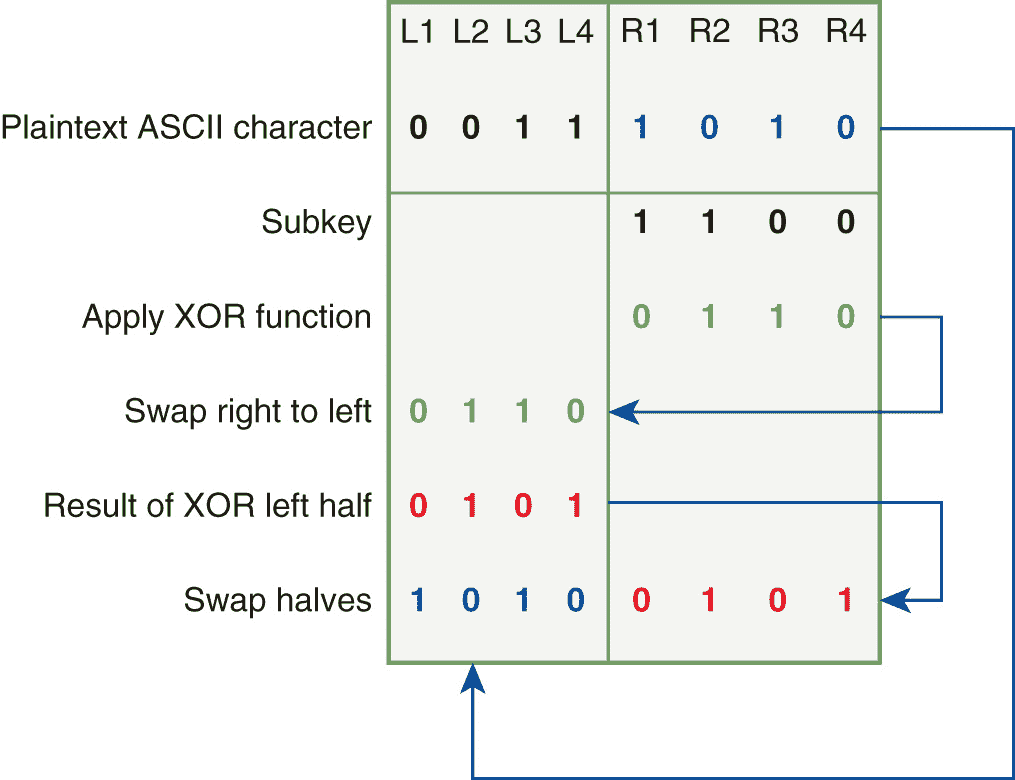 L1 L2 L3 L4 R1 R2 R3 R4
Plaintext ASCII character 0 0 1 1 1 0 1 0
Subkey 1 1 0 0
Apply XOR function 0 1 1 0
Swap right to left 0 1 1 0
Result of XOR left half 0 1 0 1
Swap halves 1 0 1 0 0 1 0 1